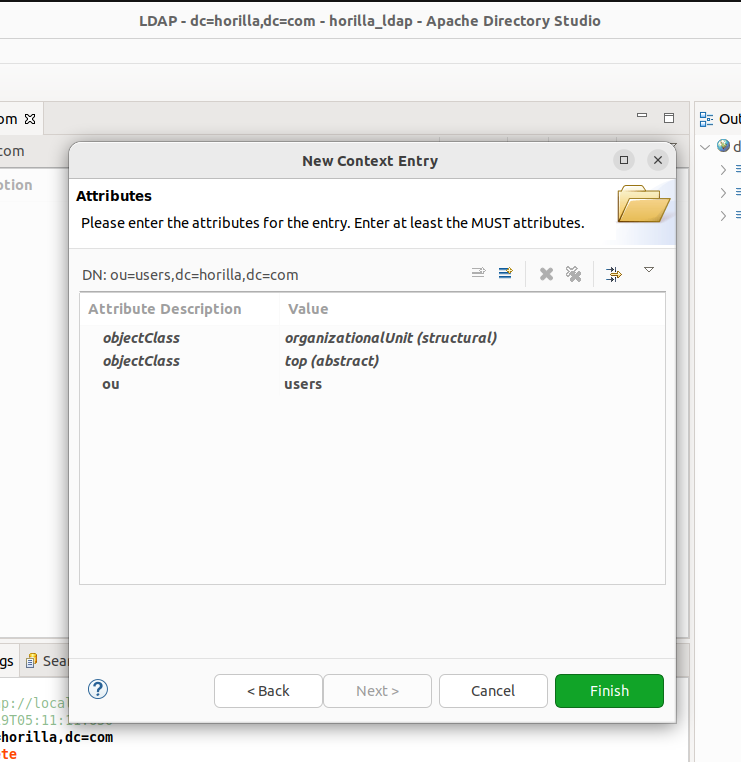 LDAP - dc=horilla,dc=com - horilla_ldap - Apache Directory Studio
om
Out
com
d
ption
New Context Entry
Attributes
Please enter the attributes for the entry. Enter at least the MUST attributes.
DN: ou=users,dc=horilla,dc=com
Attribute Description Value
objectClass organizationalUnit (structural)
objectClass top (abstract)
ou users
gs Sear
< Back Next > Cancel Finish
p://local
9T05:11:
=horilla,dc=com
te